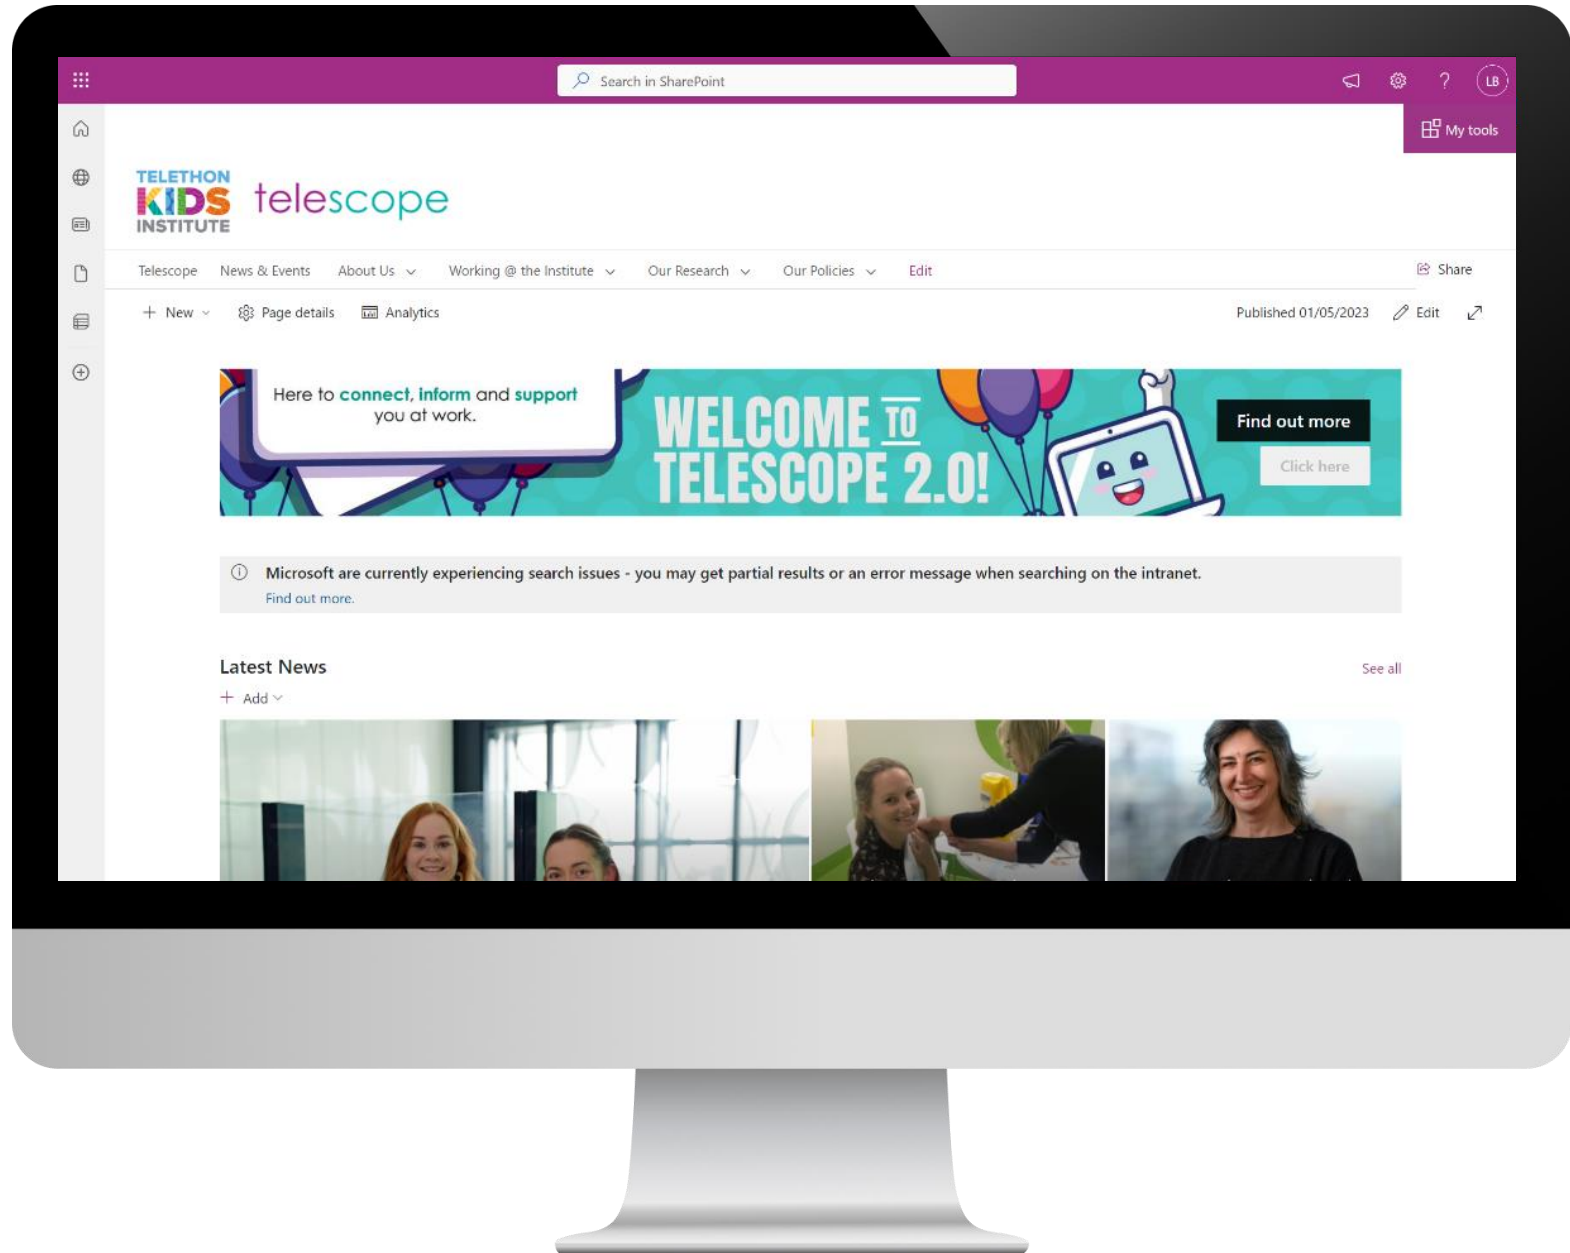 Search in SharePoint
LB
My tools
TELETHON
KIDS
INSTITUTE
telescope
Telescope News & Events About Us Working @ the Institute Our Research Our Policies Edit
Share
+ New Page details Analytics
Published 01/05/2023 Edit
Here to connect, inform and support
you at work.
WELCOME TO
TELESCOPE 2.0!
Find out more
Click here
Microsoft are currently experiencing search issues - you may get partial results or an error message when searching on the intranet.
Find out more.
Latest News
See all
+ Add